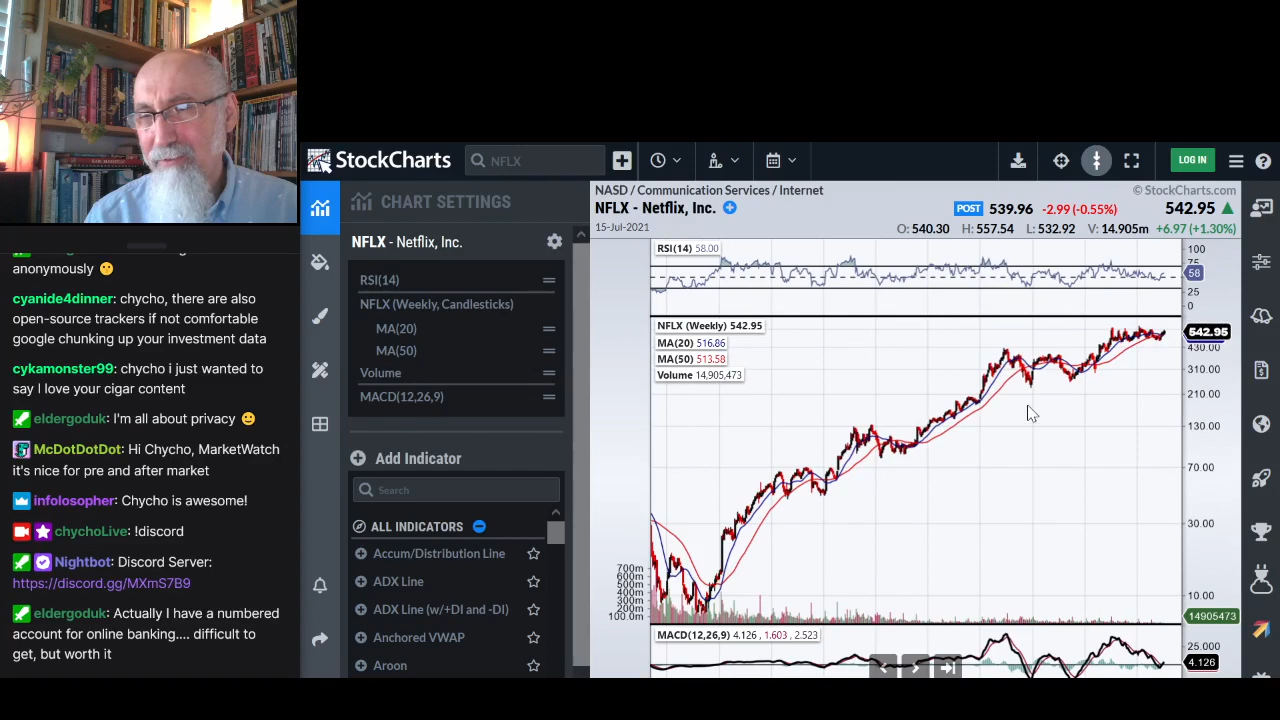 anonymously
cyanide4dinner: chycho, there are also
open-source trackers if not comfortable
google chunking up your investment data
cykamonster99: chycho i just wanted to
say I love your cigar content
eldergoduk: I'm all about privacy
McDotDotDot: Hi Chycho, MarketWatch
it's nice for pre and after market
infolosopher: Chycho is awesome!
chychoLive: !discord
Nightbot: Discord Server:
https://discord.gg/MXmS7B9
eldergoduk: Actually I have a numbered
account for online banking.... difficult to
get, but worth it
StockCharts
NFLX
LOG IN
CHART SETTINGS
NFLX - Netflix, Inc.
RSI(14)
NFLX (Weekly, Candlesticks)
MA(20)
MA(50)
Volume
MACD(12,26,9)
Add Indicator
Search
ALL INDICATORS
Accum/Distribution Line
ADX Line
ADX Line (w/+DI and -DI)
Anchored VWAP
Aroon
NASD / Communication Services / Internet
© StockCharts.com
NFLX - Netflix, Inc.
POST 539.96 -2.99 (-0.55%) 542.95
15-Jul-2021
O: 540.30 H: 557.54 L: 532.92 V: 14.905m +6.97 (+1.30%)
RSI(14) 58.00
100
75
58
25
0
NFLX (Weekly) 542.95
MA(20) 516.86
MA(50) 513.58
Volume 14,905,473
542.95
430.00
310.00
210.00
130.00
70.00
30.00
10.00
700m
600m
500m
400m
300m
200m
100.0m
14905473
MACD(12,26,9) 4.126, 1.603, 2.523
25.000
4.126